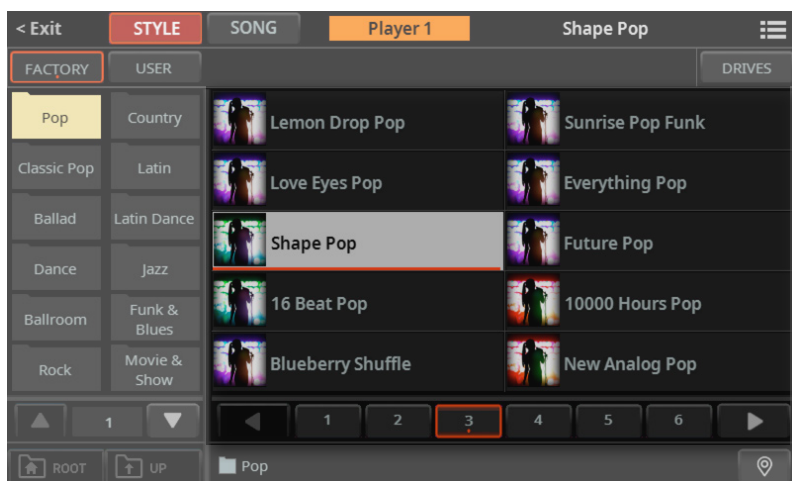 < Exit STYLE SONG Player 1 Shape Pop
FACTORY USER DRIVES
Pop Country Lemon Drop Pop Sunrise Pop Funk
Classic Pop Latin Love Eyes Pop Everything Pop
Ballad Latin Dance Shape Pop Future Pop
Dance Jazz
Ballroom Funk & Blues 16 Beat Pop 10000 Hours Pop
Rock Movie & Show Blueberry Shuffle New Analog Pop
1 1 2 3 4 5 6
ROOT UP Pop